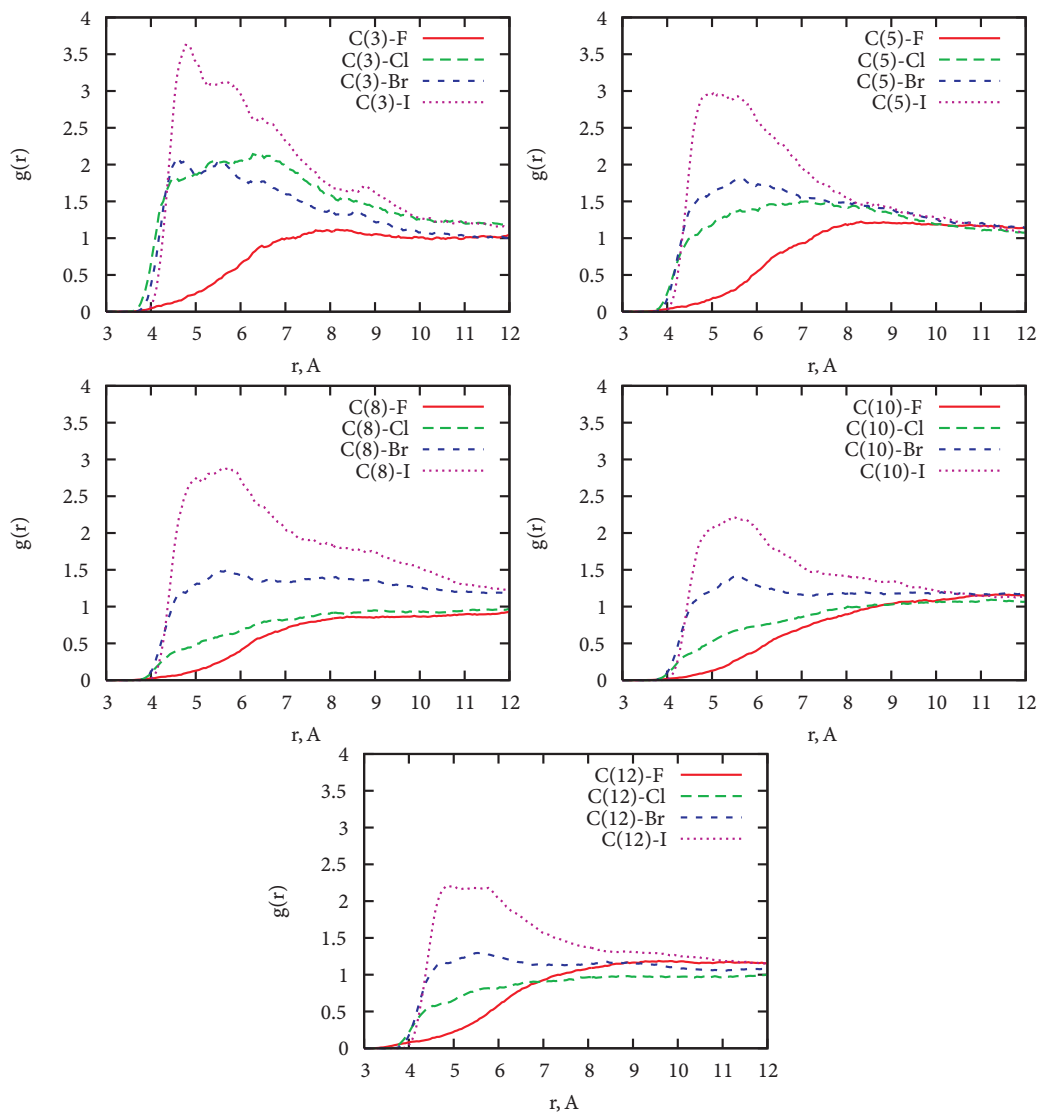 4
3.5
3
2.5
2
1.5
1
0.5
0
g(r)
C(3)-F
C(3)-Cl
C(3)-Br
C(3)-I
3 4 5 6 7 8 9 10 11 12
r, A
4
3.5
3
2.5
2
1.5
1
0.5
0
g(r)
C(5)-F
C(5)-Cl
C(5)-Br
C(5)-I
3 4 5 6 7 8 9 10 11 12
r, A
4
3.5
3
2.5
2
1.5
1
0.5
0
g(r)
C(8)-F
C(8)-Cl
C(8)-Br
C(8)-I
3 4 5 6 7 8 9 10 11 12
r, A
4
3.5
3
2.5
2
1.5
1
0.5
0
g(r)
C(10)-F
C(10)-Cl
C(10)-Br
C(10)-I
3 4 5 6 7 8 9 10 11 12
r, A
4
3.5
3
2.5
2
1.5
1
0.5
0
g(r)
C(12)-F
C(12)-Cl
C(12)-Br
C(12)-I
3 4 5 6 7 8 9 10 11 12
r, A